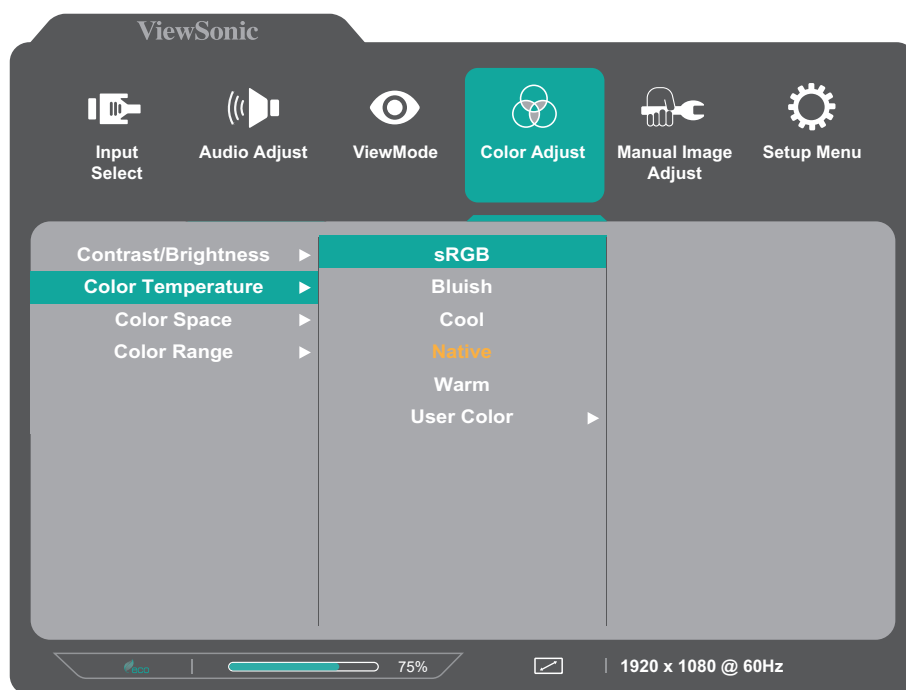 ViewSonic
Input
Select
Audio Adjust
ViewMode
Color Adjust
Manual Image
Adjust
Setup Menu
Contrast/Brightness
sRGB
Color Temperature
Bluish
Color Space
Cool
Color Range
Native
Warm
User Color
eco
75%
1920 x 1080 @ 60Hz